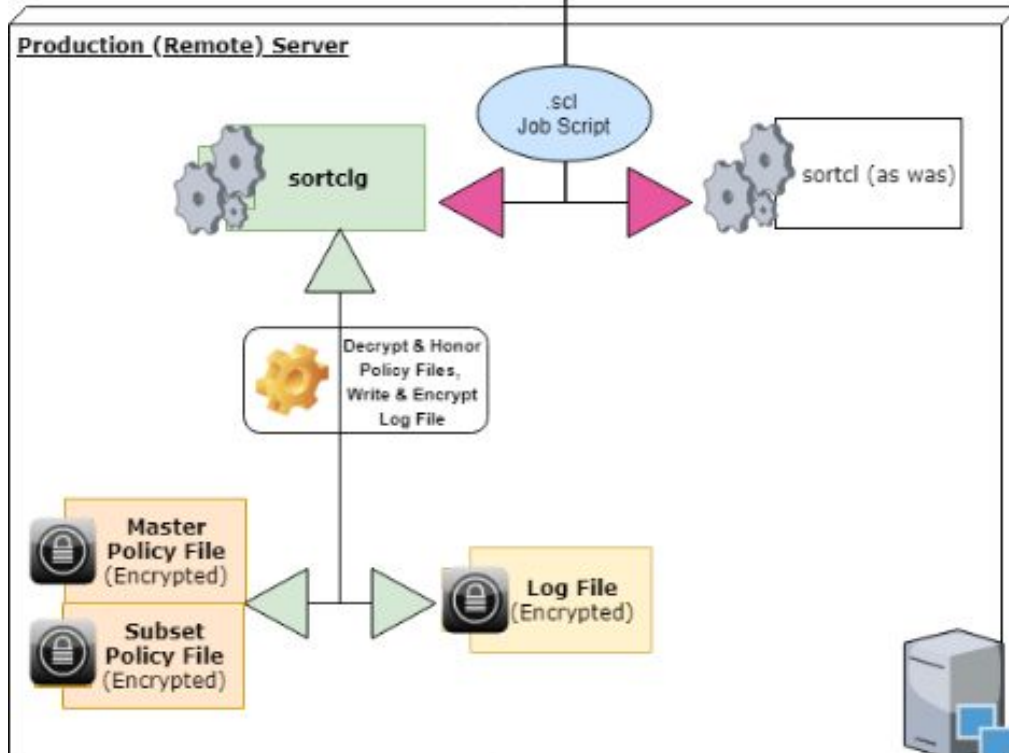 Production (Remote) Server
.scl
Job Script
sortclg
sortcl (as was)
Decrypt & Honor
Policy Files,
Write & Encrypt
Log File
Master
Policy File
(Encrypted)
Log File
(Encrypted)
Subset
Policy File
(Encrypted)